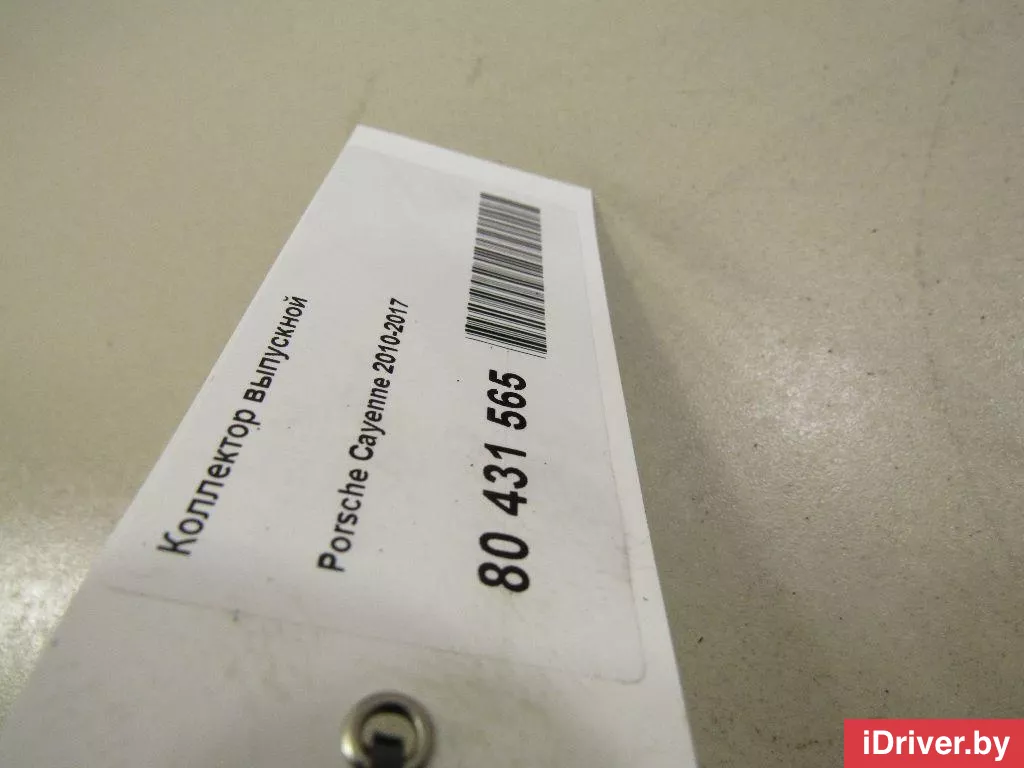 Коллектор выпускной
Porsche Cayenne 2010-2017
80 431 565
iDriver.by